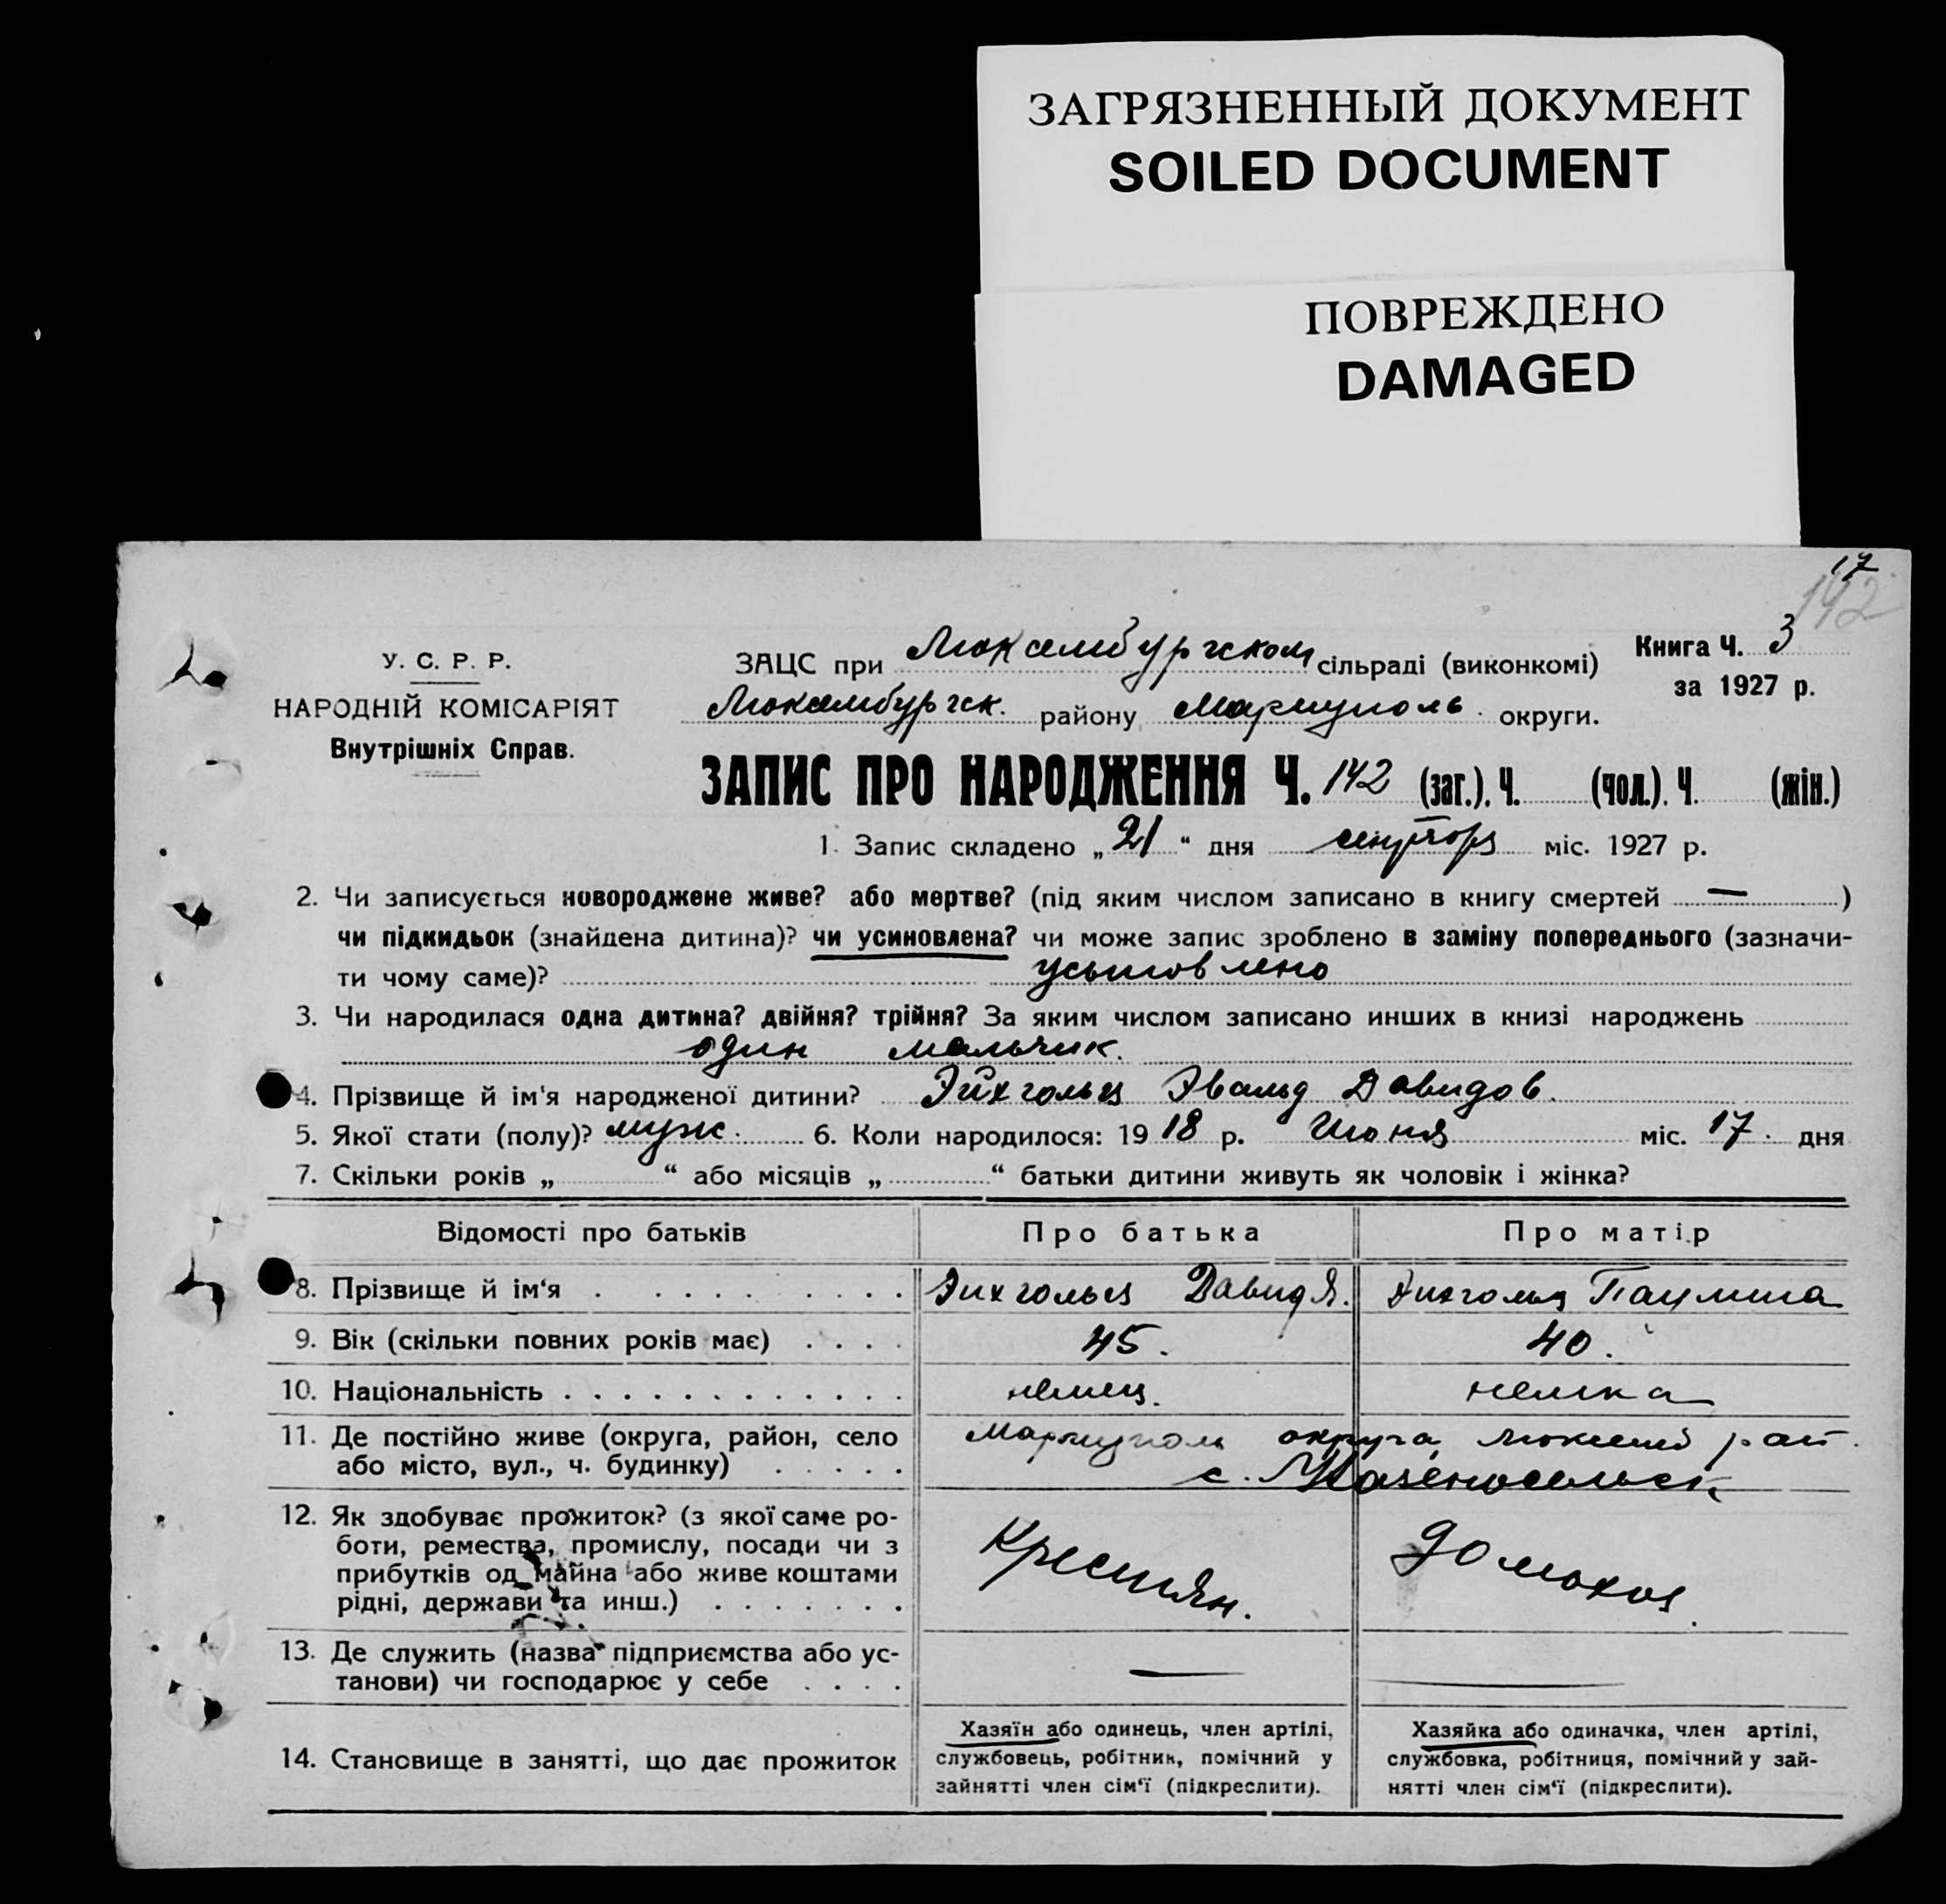 ЗАГРЯЗНЕННЫЙ ДОКУМЕНТ
SOILED DOCUMENT
ПОВРЕЖДЕНО
DAMAGED
17
142
У. С. Р. Р.
НАРОДНІЙ КОМІСАРІЯТ
Внутрішніх Справ.
ЗАЦС при Люксембургском сільраді (виконкомі)
Люксембургск. району Мариуполь. округи.
Книга Ч. 3
за 1927 р.
ЗАПИС ПРО НАРОДЖЕННЯ Ч. 142 (заг.). Ч. (чол.). Ч. (жін.)
1. Запис складено „21“ дня міс. 1927 р.
2. Чи записується новороджене живе? або мертве? (під яким числом записано в книгу смертей — )
чи підкидьок (знайдена дитина)? чи усиновлена? чи може запис зроблено в заміну попереднього (зазначи-
ти чому саме)? усыновлено
3. Чи народилася одна дитина? двійня? трійня? За яким числом записано инших в книзі народжень
один мальчик.
4. Прізвище й ім'я народженої дитини? Эйхгольц Эвальд Давидов.
5. Якої стати (полу)? муж. 6. Коли народилося: 1918 р. Июня міс. 17. дня
7. Скільки років „ “ або місяців „ “ батьки дитини живуть як чоловік і жінка?
Відомості про батьків Про батька Про матір
8. Прізвище й ім‘я Эихгольц Давид Я. Эихгольц Паулина
9. Вік (скільки повних років має) 45. 40.
10. Національність немец. немка
11. Де постійно живе (округа, район, село
або місто, вул., ч. будинку)
Мариуполь округа, Люксемб рай.
с.
12. Як здобуває прожиток? (з якої саме ро-
боти, ремества, промислу, посади чи з
прибутків од майна або живе коштами
рідні, держави та инш.)
Крестьян. домохоз.
13. Де служить (назва підприємства або ус-
танови) чи господарює у себе — —
14. Становище в занятті, що дає прожиток
Хазяїн або одинець, член артілі,
службовець, робітник, помічний у
зайнятті член сім‘ї (підкреслити).
Хазяйка або одиначка, член артілі,
службовка, робітниця, помічний у зай-
нятті член сім‘ї (підкреслити).